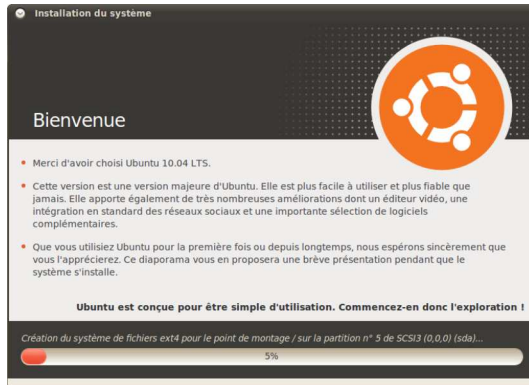 Installation du système
Bienvenue
Merci d'avoir choisi Ubuntu 10.04 LTS.
Cette version est une version majeure d'Ubuntu. Elle est plus facile à utiliser et plus fiable que
jamais. Elle apporte également de très nombreuses améliorations dont un éditeur vidéo, une
intégration en standard des réseaux sociaux et une importante sélection de logiciels
complémentaires.
Que vous utilisiez Ubuntu pour la première fois ou depuis longtemps, nous espérons sincèrement que
vous l'apprécierez. Ce diaporama vous en proposera une brève présentation pendant que le
système s'installe.
Ubuntu est conçue pour être simple d'utilisation. Commencez-en donc l'exploration !
Création du système de fichiers ext4 pour le point de montage / sur la partition n° 5 de SCSI3 (0,0,0) (sda)...
5%